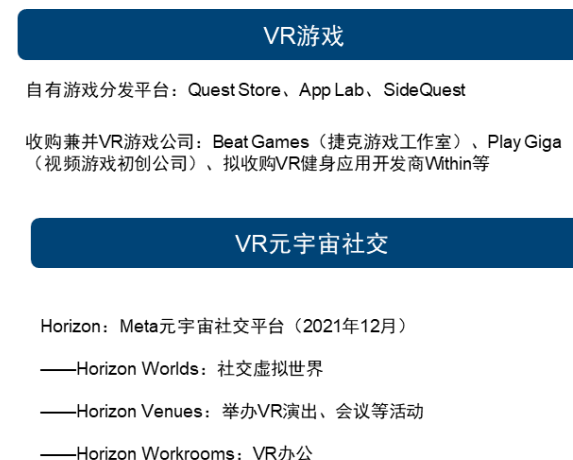 VR游戏
自有游戏分发平台：Quest Store、App Lab、SideQuest
收购兼并VR游戏公司：Beat Games（捷克游戏工作室）、Play Giga
（视频游戏初创公司）、拟收购VR健身应用开发商Within等
VR元宇宙社交
Horizon：Meta元宇宙社交平台（2021年12月）
——Horizon Worlds：社交虚拟世界
——Horizon Venues：举办VR演出、会议等活动
——Horizon Workrooms：VR办公